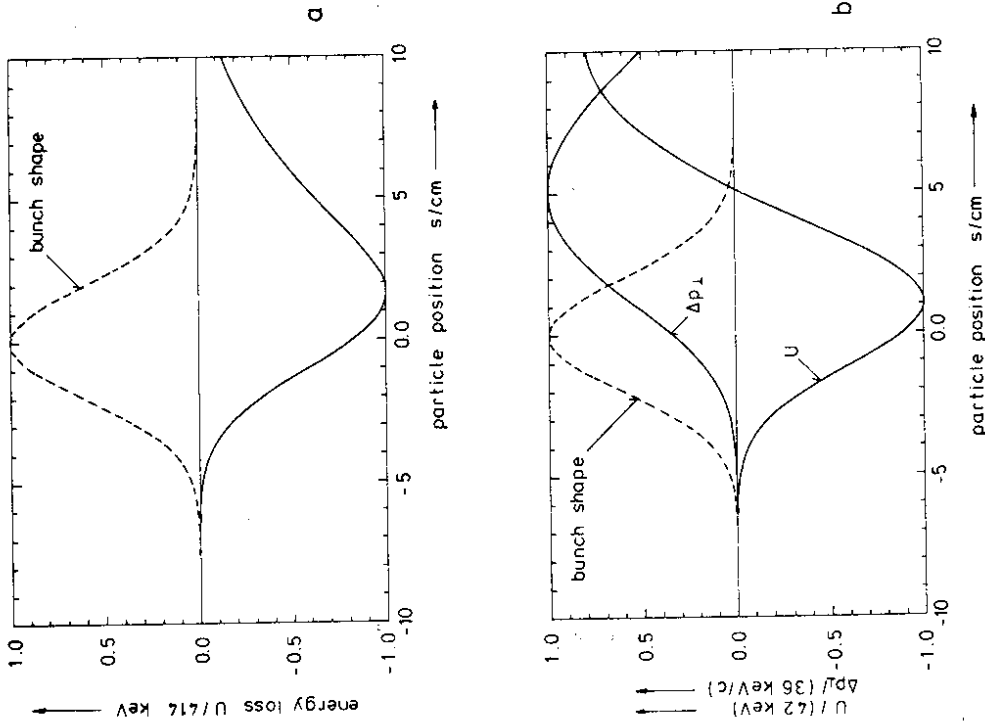 a
1.0
0.5
0.0
-0.5
-1.0
energy loss U/414 keV
bunch shape
-10
-5
0.0
5
10
particle position s/cm
b
1.0
0.5
0.0
-0.5
-1.0
U/(42 keV)
Δp⊥/(36 keV/c)
bunch shape
Δp⊥
U
-10
-5
0.0
5
10
particle position s/cm